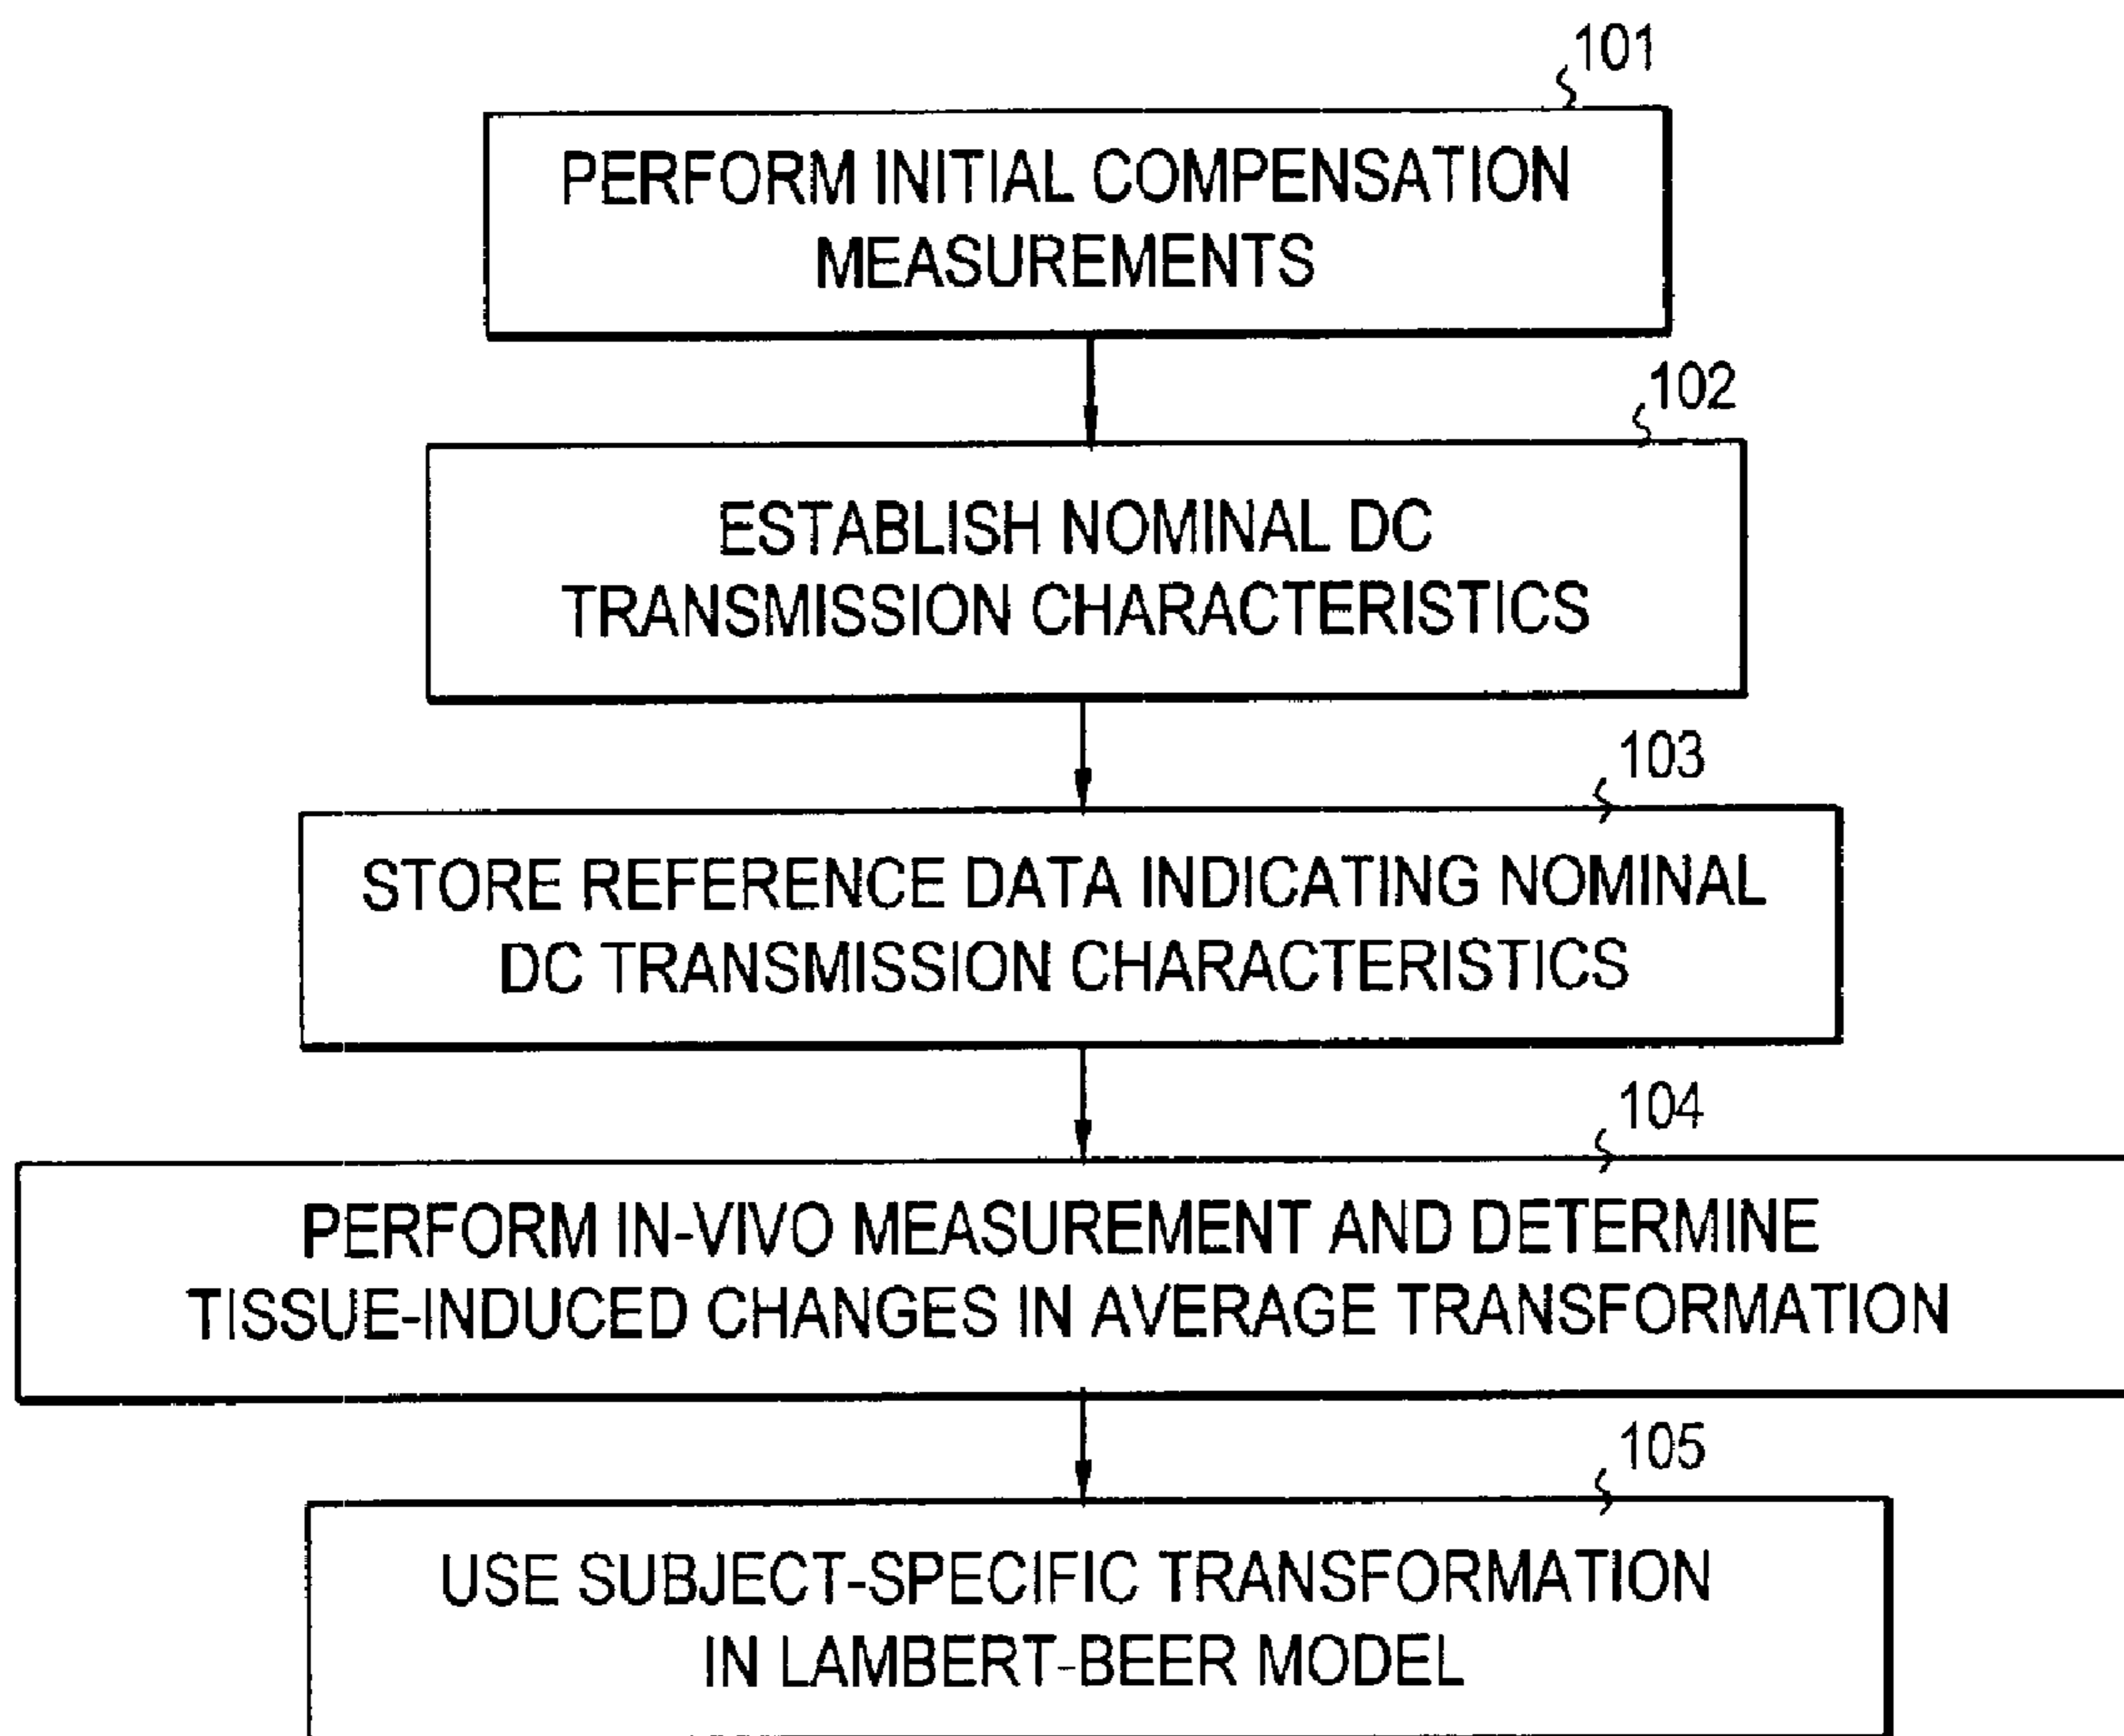 101
PERFORM INITIAL COMPENSATION
MEASUREMENTS
102
ESTABLISH NOMINAL DC
TRANSMISSION CHARACTERISTICS
103
STORE REFERENCE DATA INDICATING NOMINAL
DC TRANSMISSION CHARACTERISTICS
104
PERFORM IN-VIVO MEASUREMENT AND DETERMINE
TISSUE-INDUCED CHANGES IN AVERAGE TRANSFORMATION
105
USE SUBJECT-SPECIFIC TRANSFORMATION
IN LAMBERT-BEER MODEL